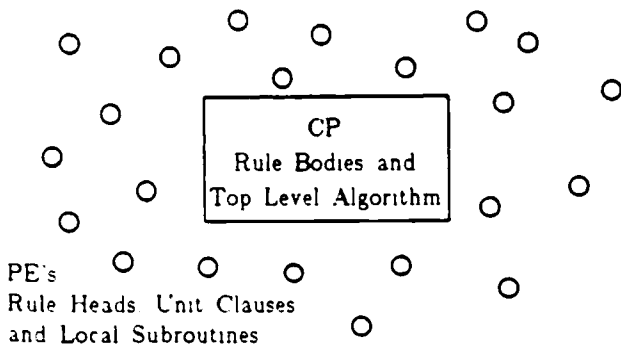 CP
Rule Bodies and
Top Level Algorithm
PE's
Rule Heads Unit Clauses
and Local Subroutines